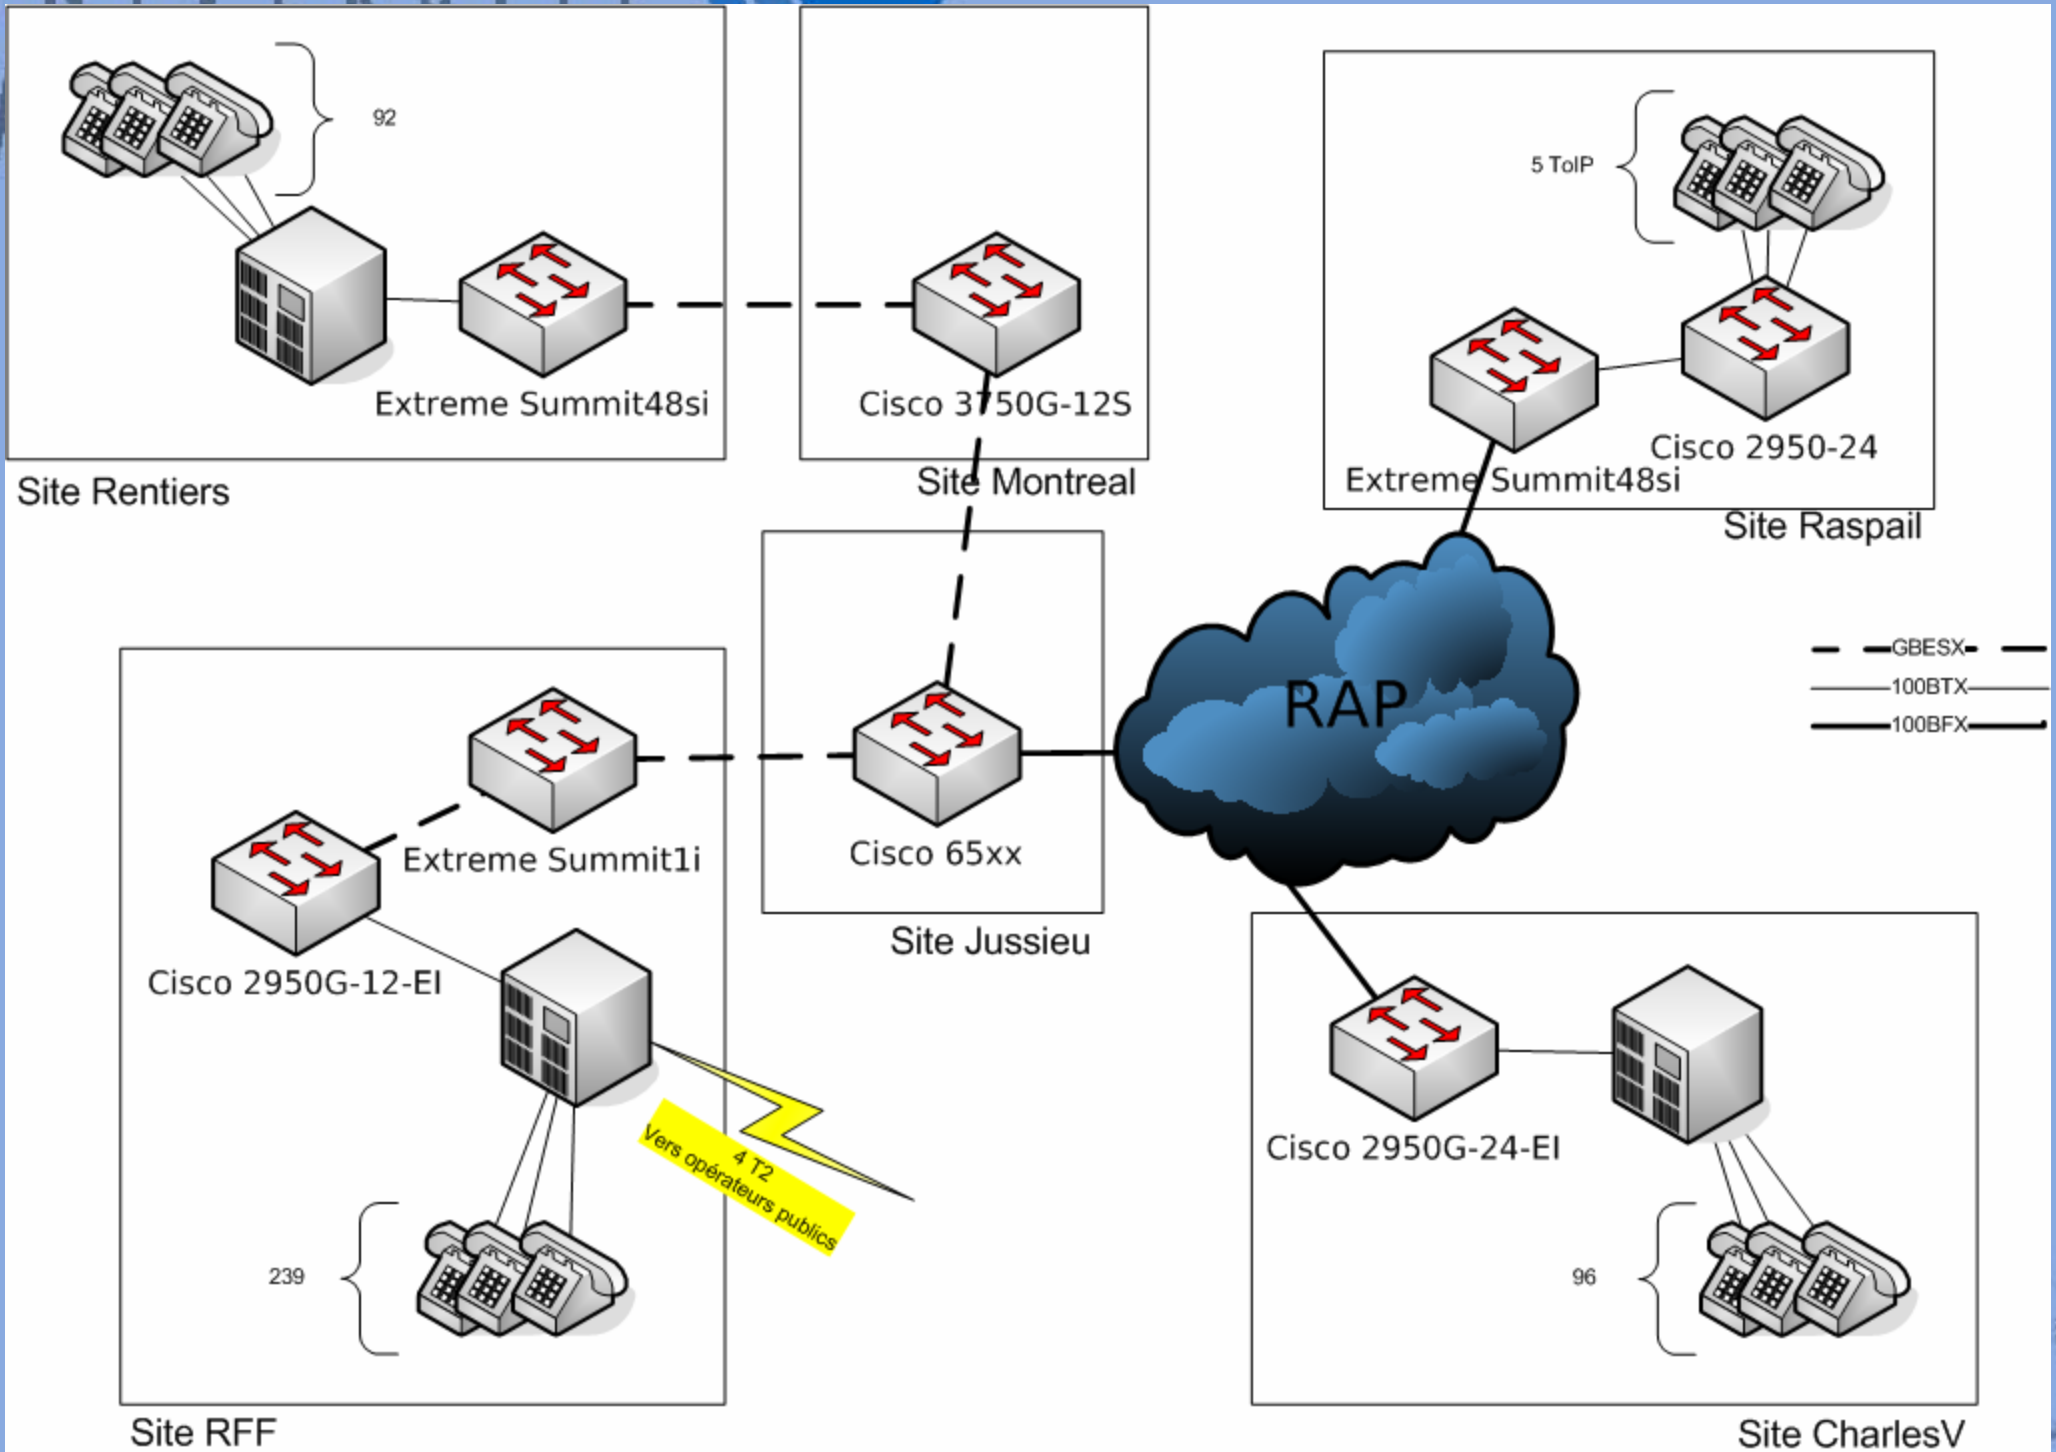 92
Extreme Summit48si
Site Rentiers
Cisco 3750G-12S
Site Montreal
5 ToIP
Cisco 2950-24
Extreme Summit48si
Site Raspail
RAP
GBESX
100BTX
100BFX
Extreme Summit1i
Cisco 2950G-12-EI
4 T2
Vers opérateurs publics
239
Site RFF
Cisco 65xx
Site Jussieu
Cisco 2950G-24-EI
96
Site CharlesV